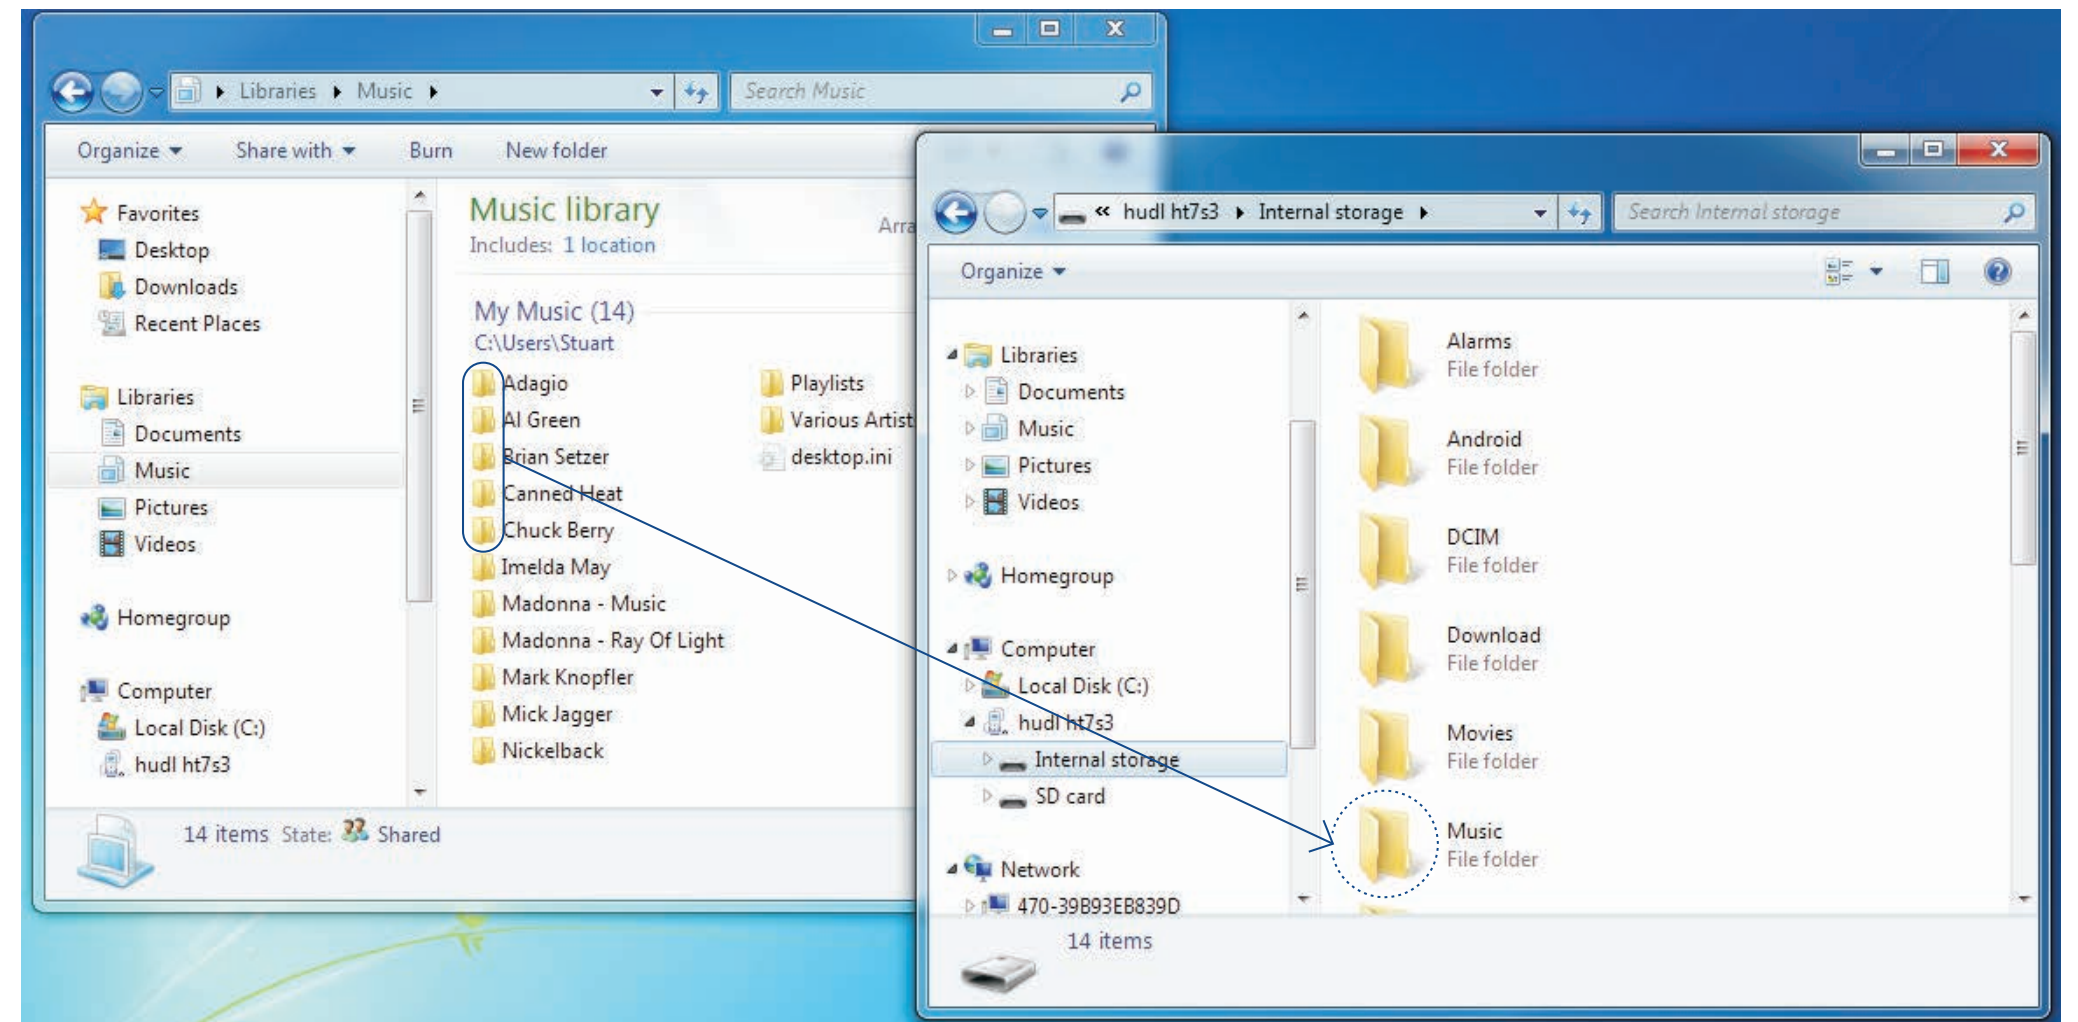 Libraries Music
Search Music
Organize Share with Burn New folder
Favorites
Desktop
Downloads
Recent Places
Libraries
Documents
Music
Pictures
Videos
Homegroup
Computer
Local Disk (C:)
hudl ht7s3
Music library
Includes: 1 location
Arra
My Music (14)
C:\Users\Stuart
Adagio
Al Green
Brian Setzer
Canned Heat
Chuck Berry
Imelda May
Madonna - Music
Madonna - Ray Of Light
Mark Knopfler
Mick Jagger
Nickelback
Playlists
Various Artist
desktop.ini
14 items State: Shared
« hudl ht7s3 Internal storage
Search Internal storage
Organize
Libraries
Documents
Music
Pictures
Videos
Homegroup
Computer
Local Disk (C:)
hudl ht7s3
Internal storage
SD card
Network
470-39B93EB839D
Alarms
File folder
Android
File folder
DCIM
File folder
Download
File folder
Movies
File folder
Music
File folder
14 items